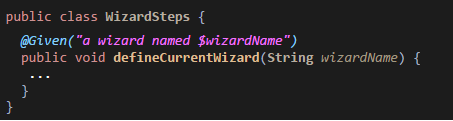 public class WizardSteps {
@Given("a wizard named $wizardName")
public void defineCurrentWizard(String wizardName) {
...
}
}